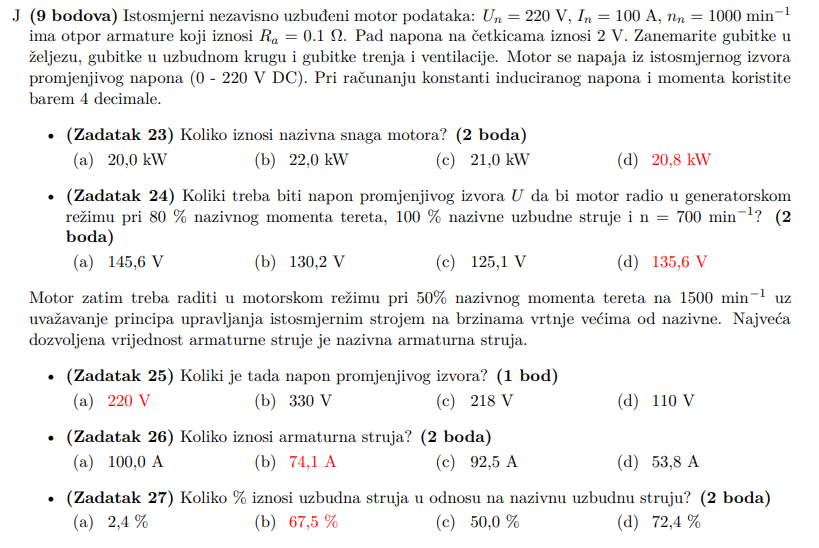 J (9 bodova) Istosmjerni nezavisno uzbuđeni motor podataka: Uₙ = 220 V, Iₙ = 100 A, nₙ = 1000 min⁻¹
ima otpor armature koji iznosi Rₐ = 0.1 Ω. Pad napona na četkicama iznosi 2 V. Zanemarite gubitke u
željezu, gubitke u uzbudnom krugu i gubitke trenja i ventilacije. Motor se napaja iz istosmjernog izvora
promjenjivog napona (0 - 220 V DC). Pri računanju konstanti induciranog napona i momenta koristite
barem 4 decimale.
• (Zadatak 23) Koliko iznosi nazivna snaga motora? (2 boda)
(a) 20,0 kW (b) 22,0 kW (c) 21,0 kW (d) 20,8 kW
• (Zadatak 24) Koliki treba biti napon promjenjivog izvora U da bi motor radio u generatorskom
režimu pri 80 % nazivnog momenta tereta, 100 % nazivne uzbudne struje i n = 700 min⁻¹? (2
boda)
(a) 145,6 V (b) 130,2 V (c) 125,1 V (d) 135,6 V
Motor zatim treba raditi u motorskom režimu pri 50% nazivnog momenta tereta na 1500 min⁻¹ uz
uvažavanje principa upravljanja istosmjernim strojem na brzinama vrtnje većima od nazivne. Najveća
dozvoljena vrijednost armaturne struje je nazivna armaturna struja.
• (Zadatak 25) Koliki je tada napon promjenjivog izvora? (1 bod)
(a) 220 V (b) 330 V (c) 218 V (d) 110 V
• (Zadatak 26) Koliko iznosi armaturna struja? (2 boda)
(a) 100,0 A (b) 74,1 A (c) 92,5 A (d) 53,8 A
• (Zadatak 27) Koliko % iznosi uzbudna struja u odnosu na nazivnu uzbudnu struju? (2 boda)
(a) 2,4 % (b) 67,5 % (c) 50,0 % (d) 72,4 %